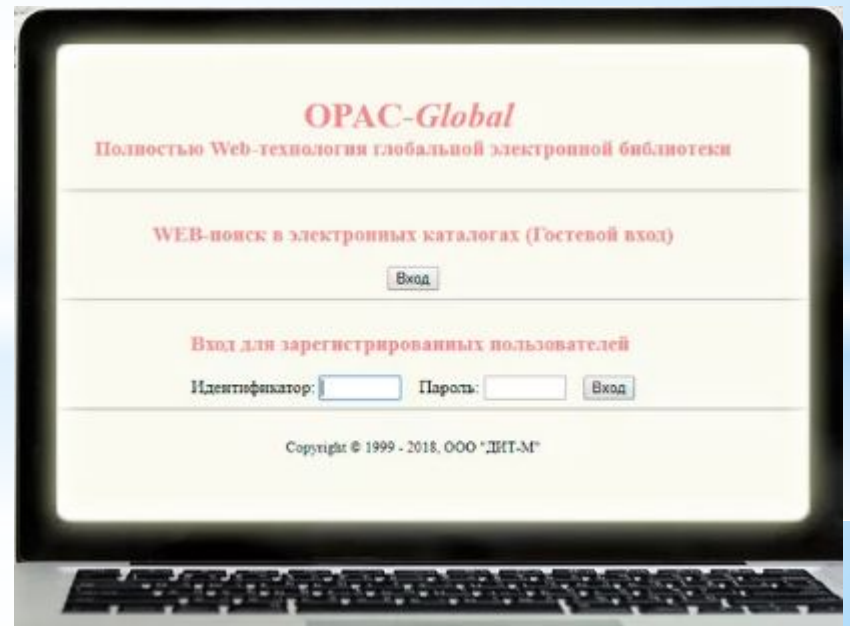 OPAC-Global
Полностью Web-технология глобальной электронной библиотеки
WEB-поиск в электронных каталогах (Гостевой вход)
Вход
Вход для зарегистрированных пользователей
Идентификатор: Пароль: Вход
Copyright © 1999 - 2018, ООО "ДИТ-М"